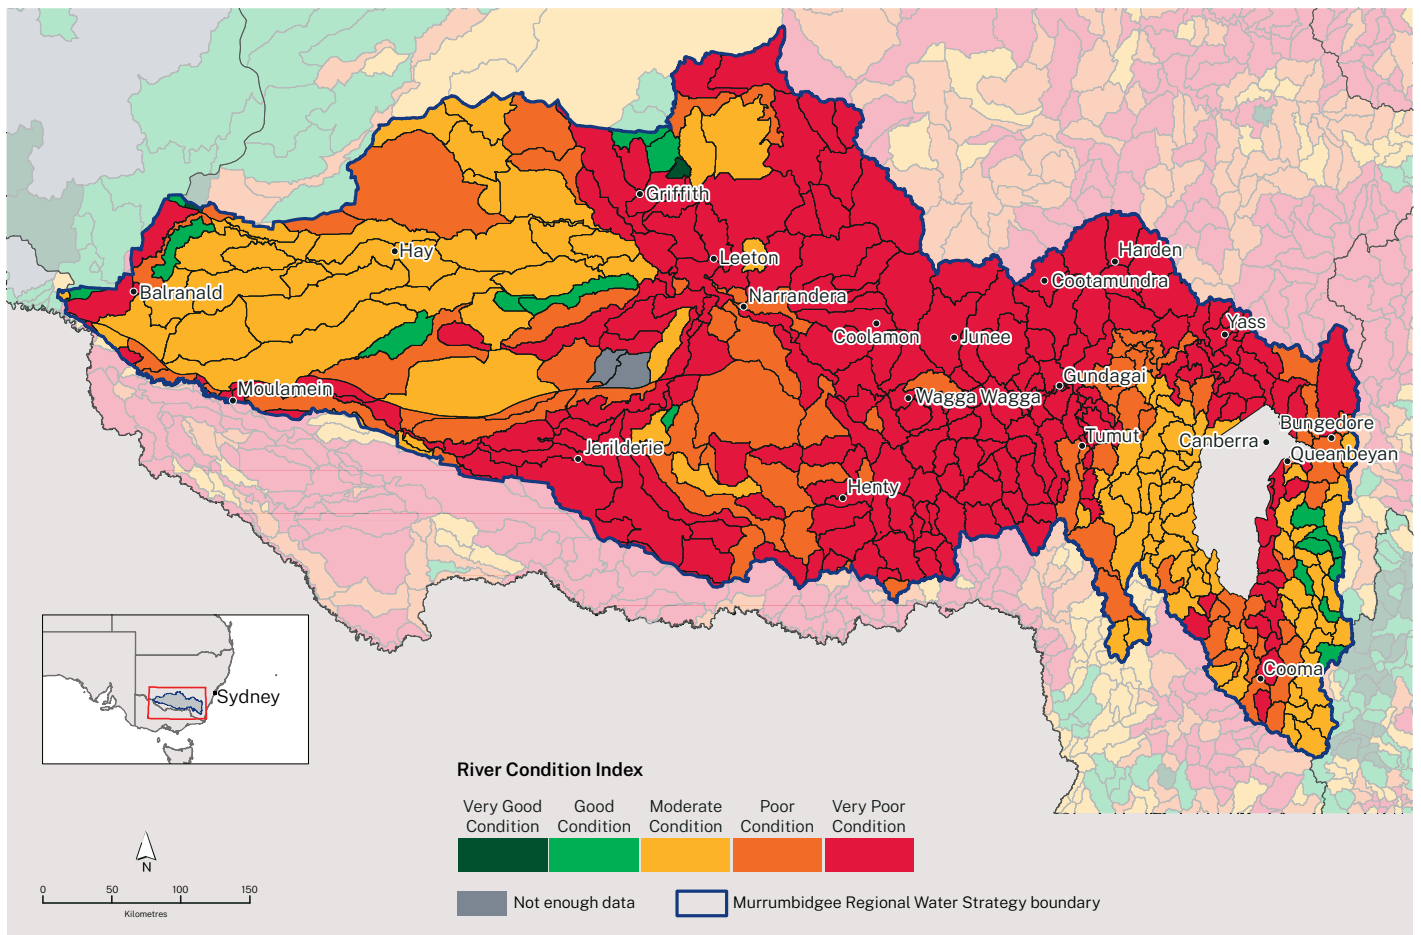 Griffith
Hay
Leeton
Harden
Cootamundra
Balranald
Narrandera
Coolamon
Junee
Yass
Moulamein
Gundagai
Wagga Wagga
Tumut
Canberra
Bungedore
Queanbeyan
Jerilderie
Henty
Cooma
Sydney
River Condition Index
Very Good
Condition
Good
Condition
Moderate
Condition
Poor
Condition
Very Poor
Condition
Not enough data
Murrumbidgee Regional Water Strategy boundary
N
0 50 100 150
Kilometres